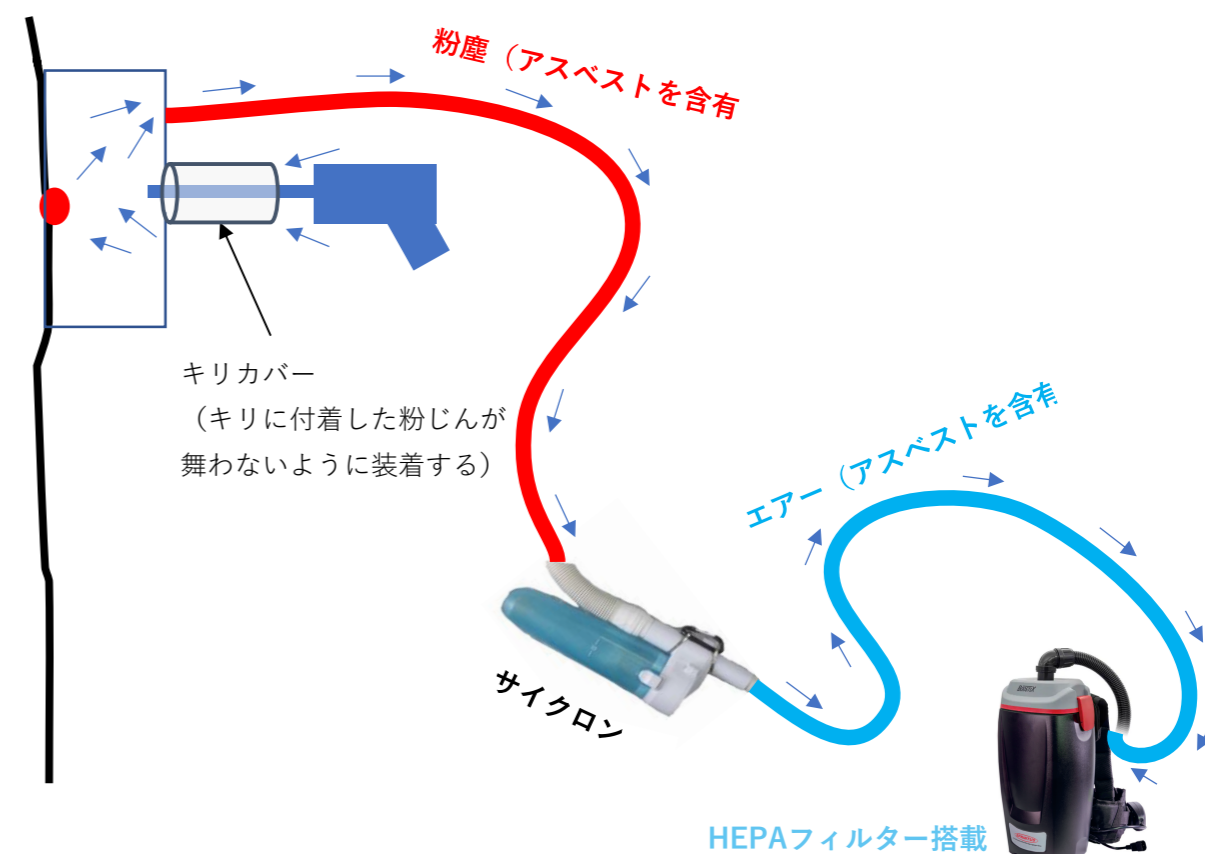 粉塵（アスベストを含有
キリカバー
（キリに付着した粉じんが
舞わないように装着する）
エアー（アスベストを含有
サイクロン
HEPAフィルター搭載